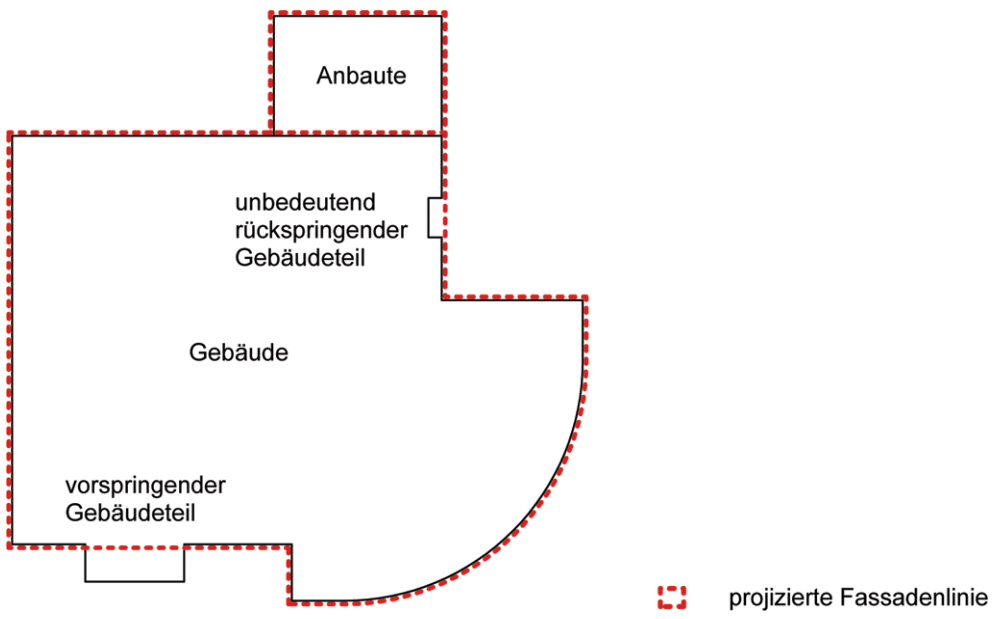 Anbaute
unbedeutend
rückspringender
Gebäudeteil
Gebäude
vorspringender
Gebäudeteil
projizierte Fassadenlinie